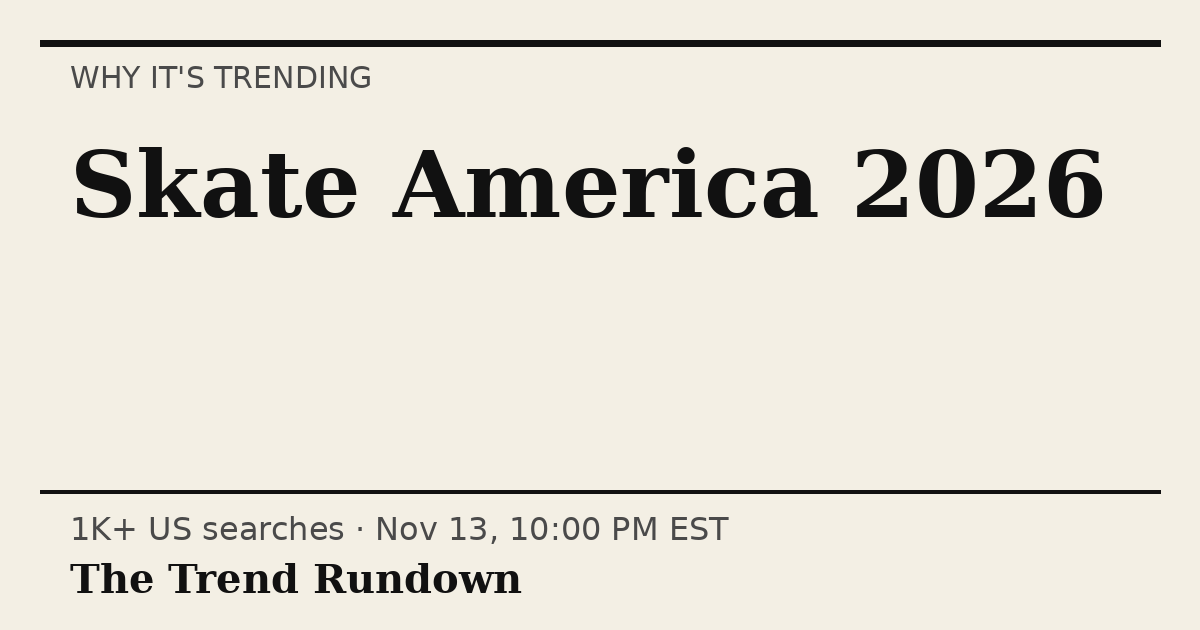 WHY IT'S TRENDING
Skate America 2026
1K+ US searches · Nov 13, 10:00 PM EST
The Trend Rundown